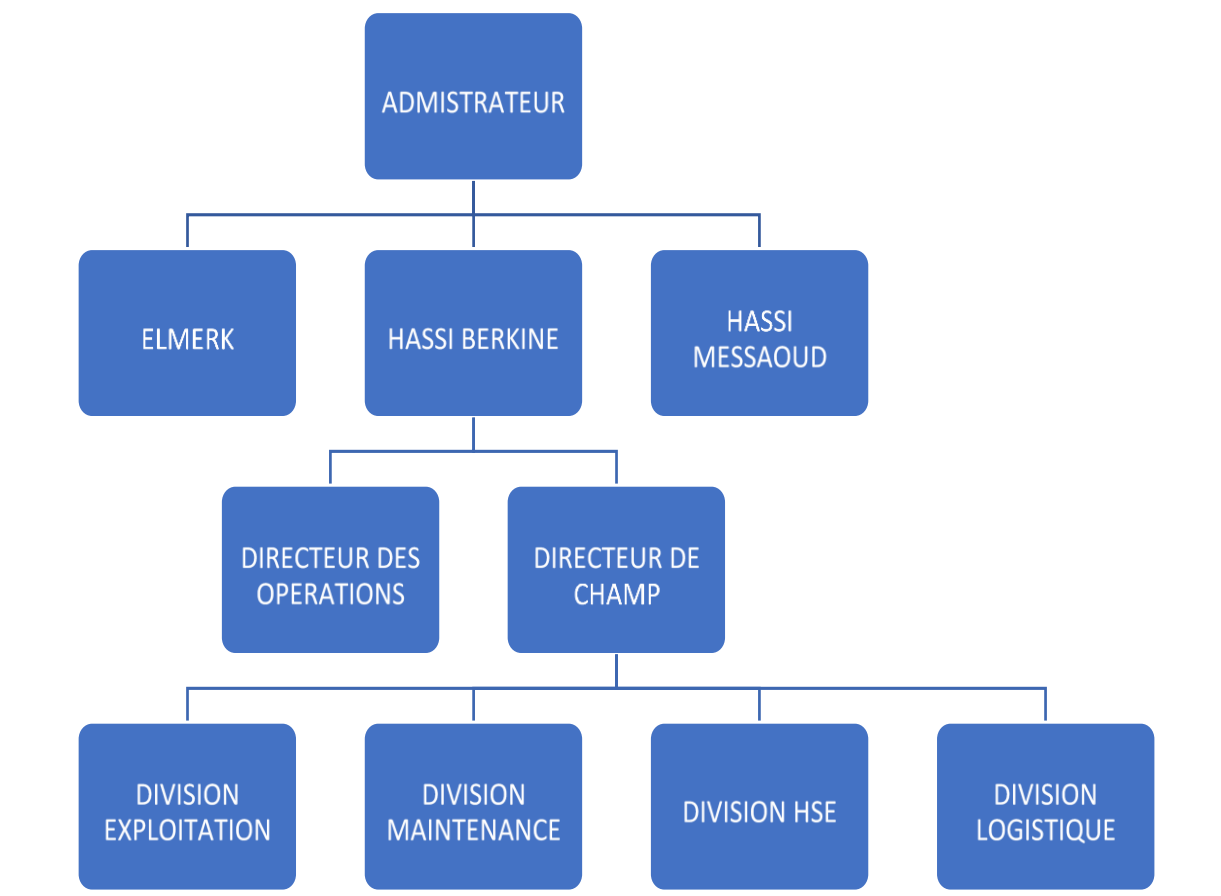 ADMISTRATEUR
ELMERK
HASSI BERKINE
HASSI
MESSAOUD
DIRECTEUR DES
OPERATIONS
DIRECTEUR DE
CHAMP
DIVISION
EXPLOITATION
DIVISION
MAINTENANCE
DIVISION HSE
DIVISION
LOGISTIQUE